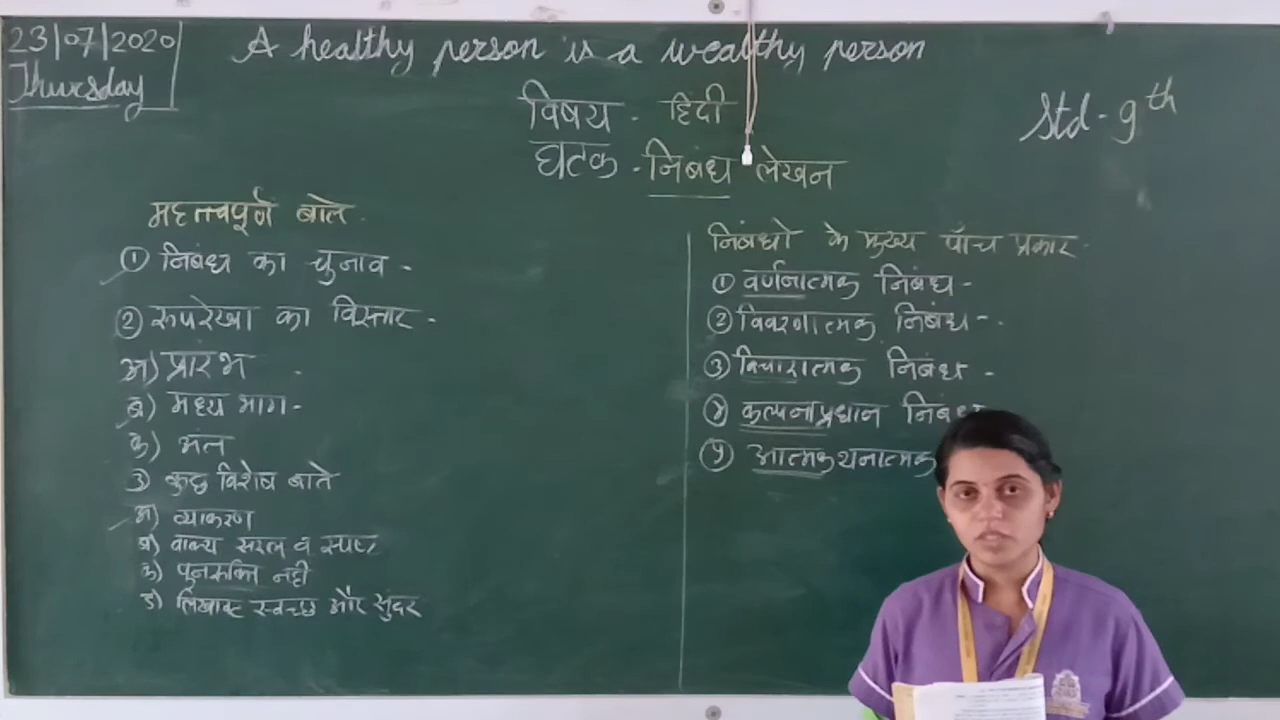 23/07/2020
Thursday
A healthy person is a wealthy person
Std - 9th
विषय - हिंदी
घटक - निबंध लेखन
महत्त्वपूर्ण बाते
① निबंध का चुनाव -
② रुपरेखा का विस्तार -
अ) प्रारंभ
ब) मध्य भाग -
क) अंत
③ कुछ विशेष बाते
अ) व्याकरण
ब) वाक्य सरल व स्पष्ट
क) पुनरुक्ति नही
ड) लिखावट स्वच्छ और सुंदर
निबंधो के मुख्य पाँच प्रकार
① वर्णनात्मक निबंध -
② विवरणात्मक निबंध -
③ विचारात्मक निबंध -
④ कल्पनाप्रधान निबंध
⑤ आत्मकथनात्मक